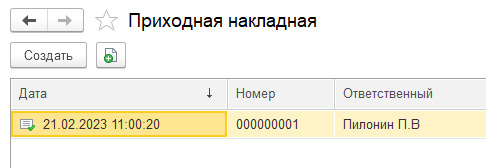 Приходная накладная
Создать
Дата Номер Ответственный
21.02.2023 11:00:20 000000001 Пилонин П.В